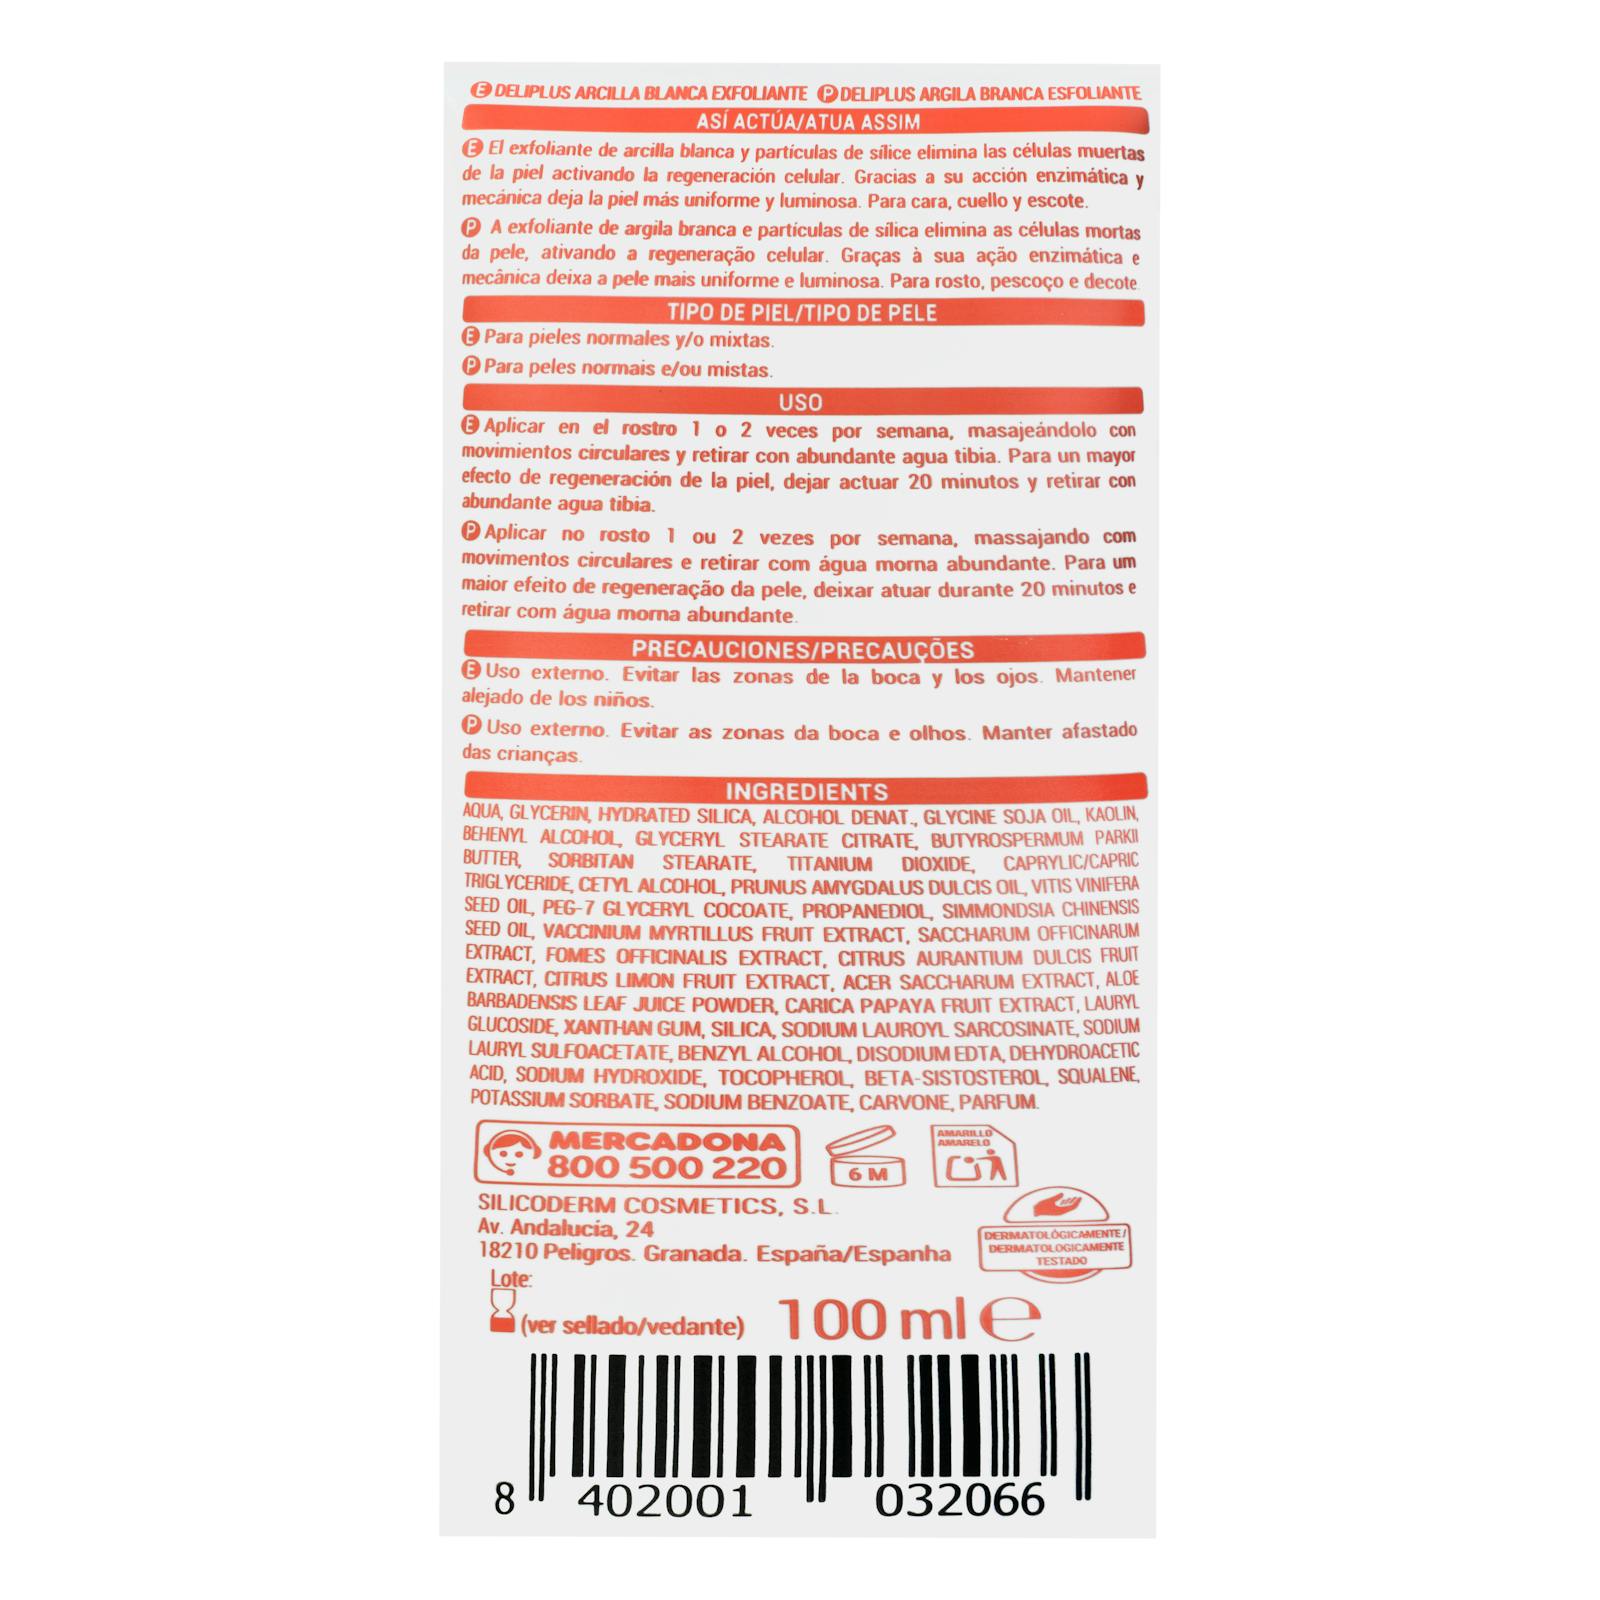 E DELIPLUS ARCILLA BLANCA EXFOLIANTE P DELIPLUS ARGILA BRANCA ESFOLIANTE
ASÍ ACTÚA/ATUA ASSIM
E El exfoliante de arcilla blanca y partículas de sílice elimina las células muertas
de la piel activando la regeneración celular. Gracias a su acción enzimática y
mecánica deja la piel más uniforme y luminosa. Para cara, cuello y escote.
P A exfoliante de argila branca e partículas de sílica elimina as células mortas
da pele, ativando a regeneração celular. Graças à sua ação enzimática e
mecânica deixa a pele mais uniforme e luminosa. Para rosto, pescoço e decote.
TIPO DE PIEL/TIPO DE PELE
E Para pieles normales y/o mixtas.
P Para peles normais e/ou mistas.
USO
E Aplicar en el rostro 1 o 2 veces por semana, masajeándolo con
movimientos circulares y retirar con abundante agua tibia. Para un mayor
efecto de regeneración de la piel, dejar actuar 20 minutos y retirar con
abundante agua tibia.
P Aplicar no rosto 1 ou 2 vezes por semana, massajando com
movimentos circulares e retirar com água morna abundante. Para um
maior efeito de regeneração da pele, deixar atuar durante 20 minutos e
retirar com água morna abundante.
PRECAUCIONES/PRECAUÇÕES
E Uso externo. Evitar las zonas de la boca y los ojos. Mantener
alejado de los niños.
P Uso externo. Evitar as zonas da boca e olhos. Manter afastado
das crianças.
INGREDIENTS
AQUA, GLYCERIN, HYDRATED SILICA, ALCOHOL DENAT., GLYCINE SOJA OIL, KAOLIN,
BEHENYL ALCOHOL, GLYCERYL STEARATE CITRATE, BUTYROSPERMUM PARKII
BUTTER, SORBITAN STEARATE, TITANIUM DIOXIDE, CAPRYLIC/CAPRIC
TRIGLYCERIDE, CETYL ALCOHOL, PRUNUS AMYGDALUS DULCIS OIL, VITIS VINIFERA
SEED OIL, PEG-7 GLYCERYL COCOATE, PROPANEDIOL, SIMMONDSIA CHINENSIS
SEED OIL, VACCINIUM MYRTILLUS FRUIT EXTRACT, SACCHARUM OFFICINARUM
EXTRACT, FOMES OFFICINALIS EXTRACT, CITRUS AURANTIUM DULCIS FRUIT
EXTRACT, CITRUS LIMON FRUIT EXTRACT, ACER SACCHARUM EXTRACT, ALOE
BARBADENSIS LEAF JUICE POWDER, CARICA PAPAYA FRUIT EXTRACT, LAURYL
GLUCOSIDE, XANTHAN GUM, SILICA, SODIUM LAUROYL SARCOSINATE, SODIUM
LAURYL SULFOACETATE, BENZYL ALCOHOL, DISODIUM EDTA, DEHYDROACETIC
ACID, SODIUM HYDROXIDE, TOCOPHEROL, BETA-SISTOSTEROL, SQUALENE,
POTASSIUM SORBATE, SODIUM BENZOATE, CARVONE, PARFUM.
MERCADONA
800 500 220
6 M
AMARILLO
AMARELO
SILICODERM COSMETICS, S.L.
Av. Andalucía, 24
18210 Peligros. Granada. España/Espanha
DERMATOLÓGICAMENTE/
DERMATOLOGICAMENTE
TESTADO
Lote:
(ver sellado/vedante)
100 ml e
8 402001 032066